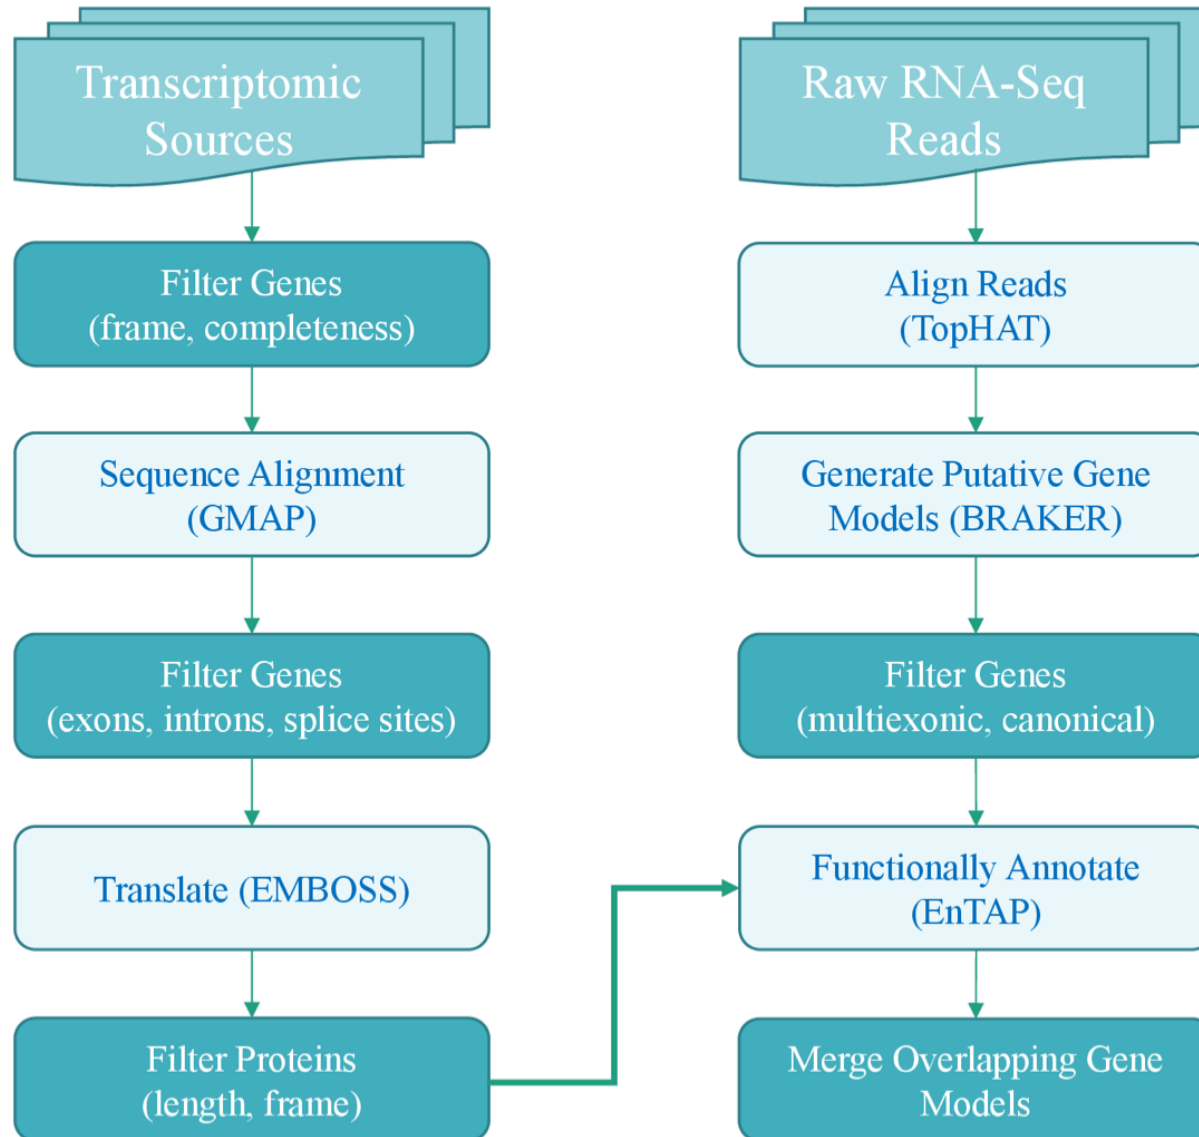 Transcriptomic
Sources
Filter Genes
(frame, completeness)
Sequence Alignment
(GMAP)
Filter Genes
(exons, introns, splice sites)
Translate (EMBOSS)
Filter Proteins
(length, frame)
Raw RNA-Seq
Reads
Align Reads
(TopHAT)
Generate Putative Gene
Models (BRAKER)
Filter Genes
(multiexonic, canonical)
Functionally Annotate
(EnTAP)
Merge Overlapping Gene
Models